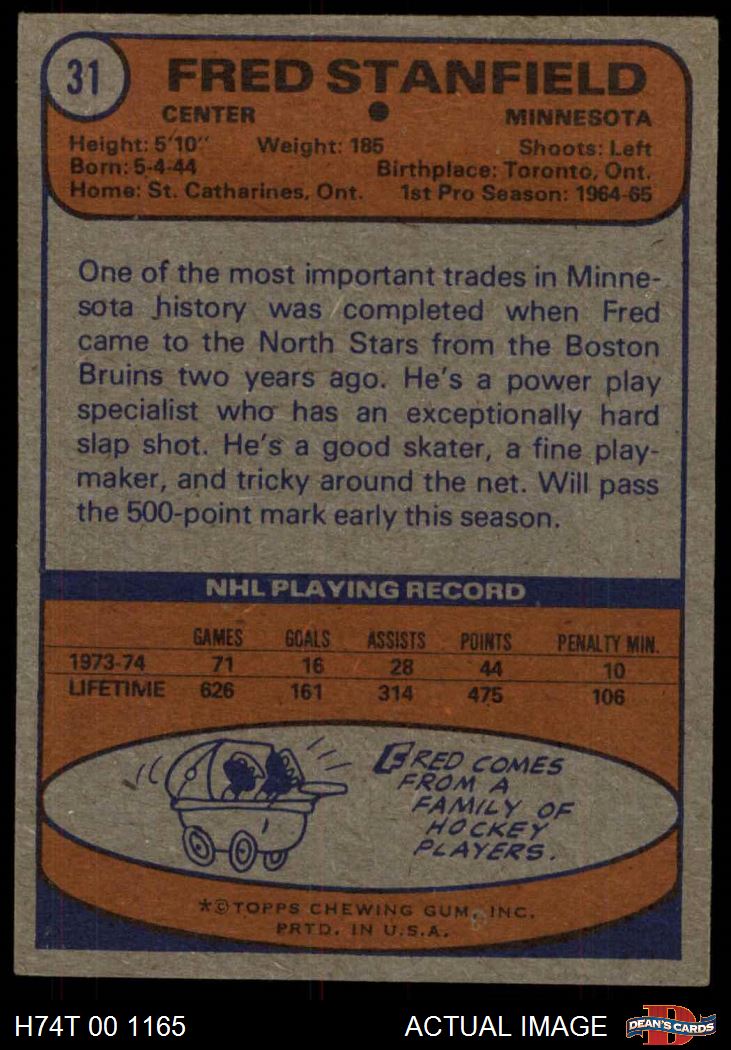 31
FRED STANFIELD
CENTER ● MINNESOTA
Height: 5'10" Weight: 185 Shoots: Left
Born: 5-4-44 Birthplace: Toronto, Ont.
Home: St. Catharines, Ont. 1st Pro Season: 1964-65
One of the most important trades in Minne-
sota history was completed when Fred
came to the North Stars from the Boston
Bruins two years ago. He's a power play
specialist who has an exceptionally hard
slap shot. He's a good skater, a fine play-
maker, and tricky around the net. Will pass
the 500-point mark early this season.
NHL PLAYING RECORD
GAMES GOALS ASSISTS POINTS PENALTY MIN.
1973-74 71 16 28 44 10
LIFETIME 626 161 314 475 106
FRED COMES
FROM A
FAMILY OF
HOCKEY
PLAYERS.
*©TOPPS CHEWING GUM, INC.
PRTD. IN U.S.A.
H74T 00 1165 ACTUAL IMAGE D DEAN'S CARDS